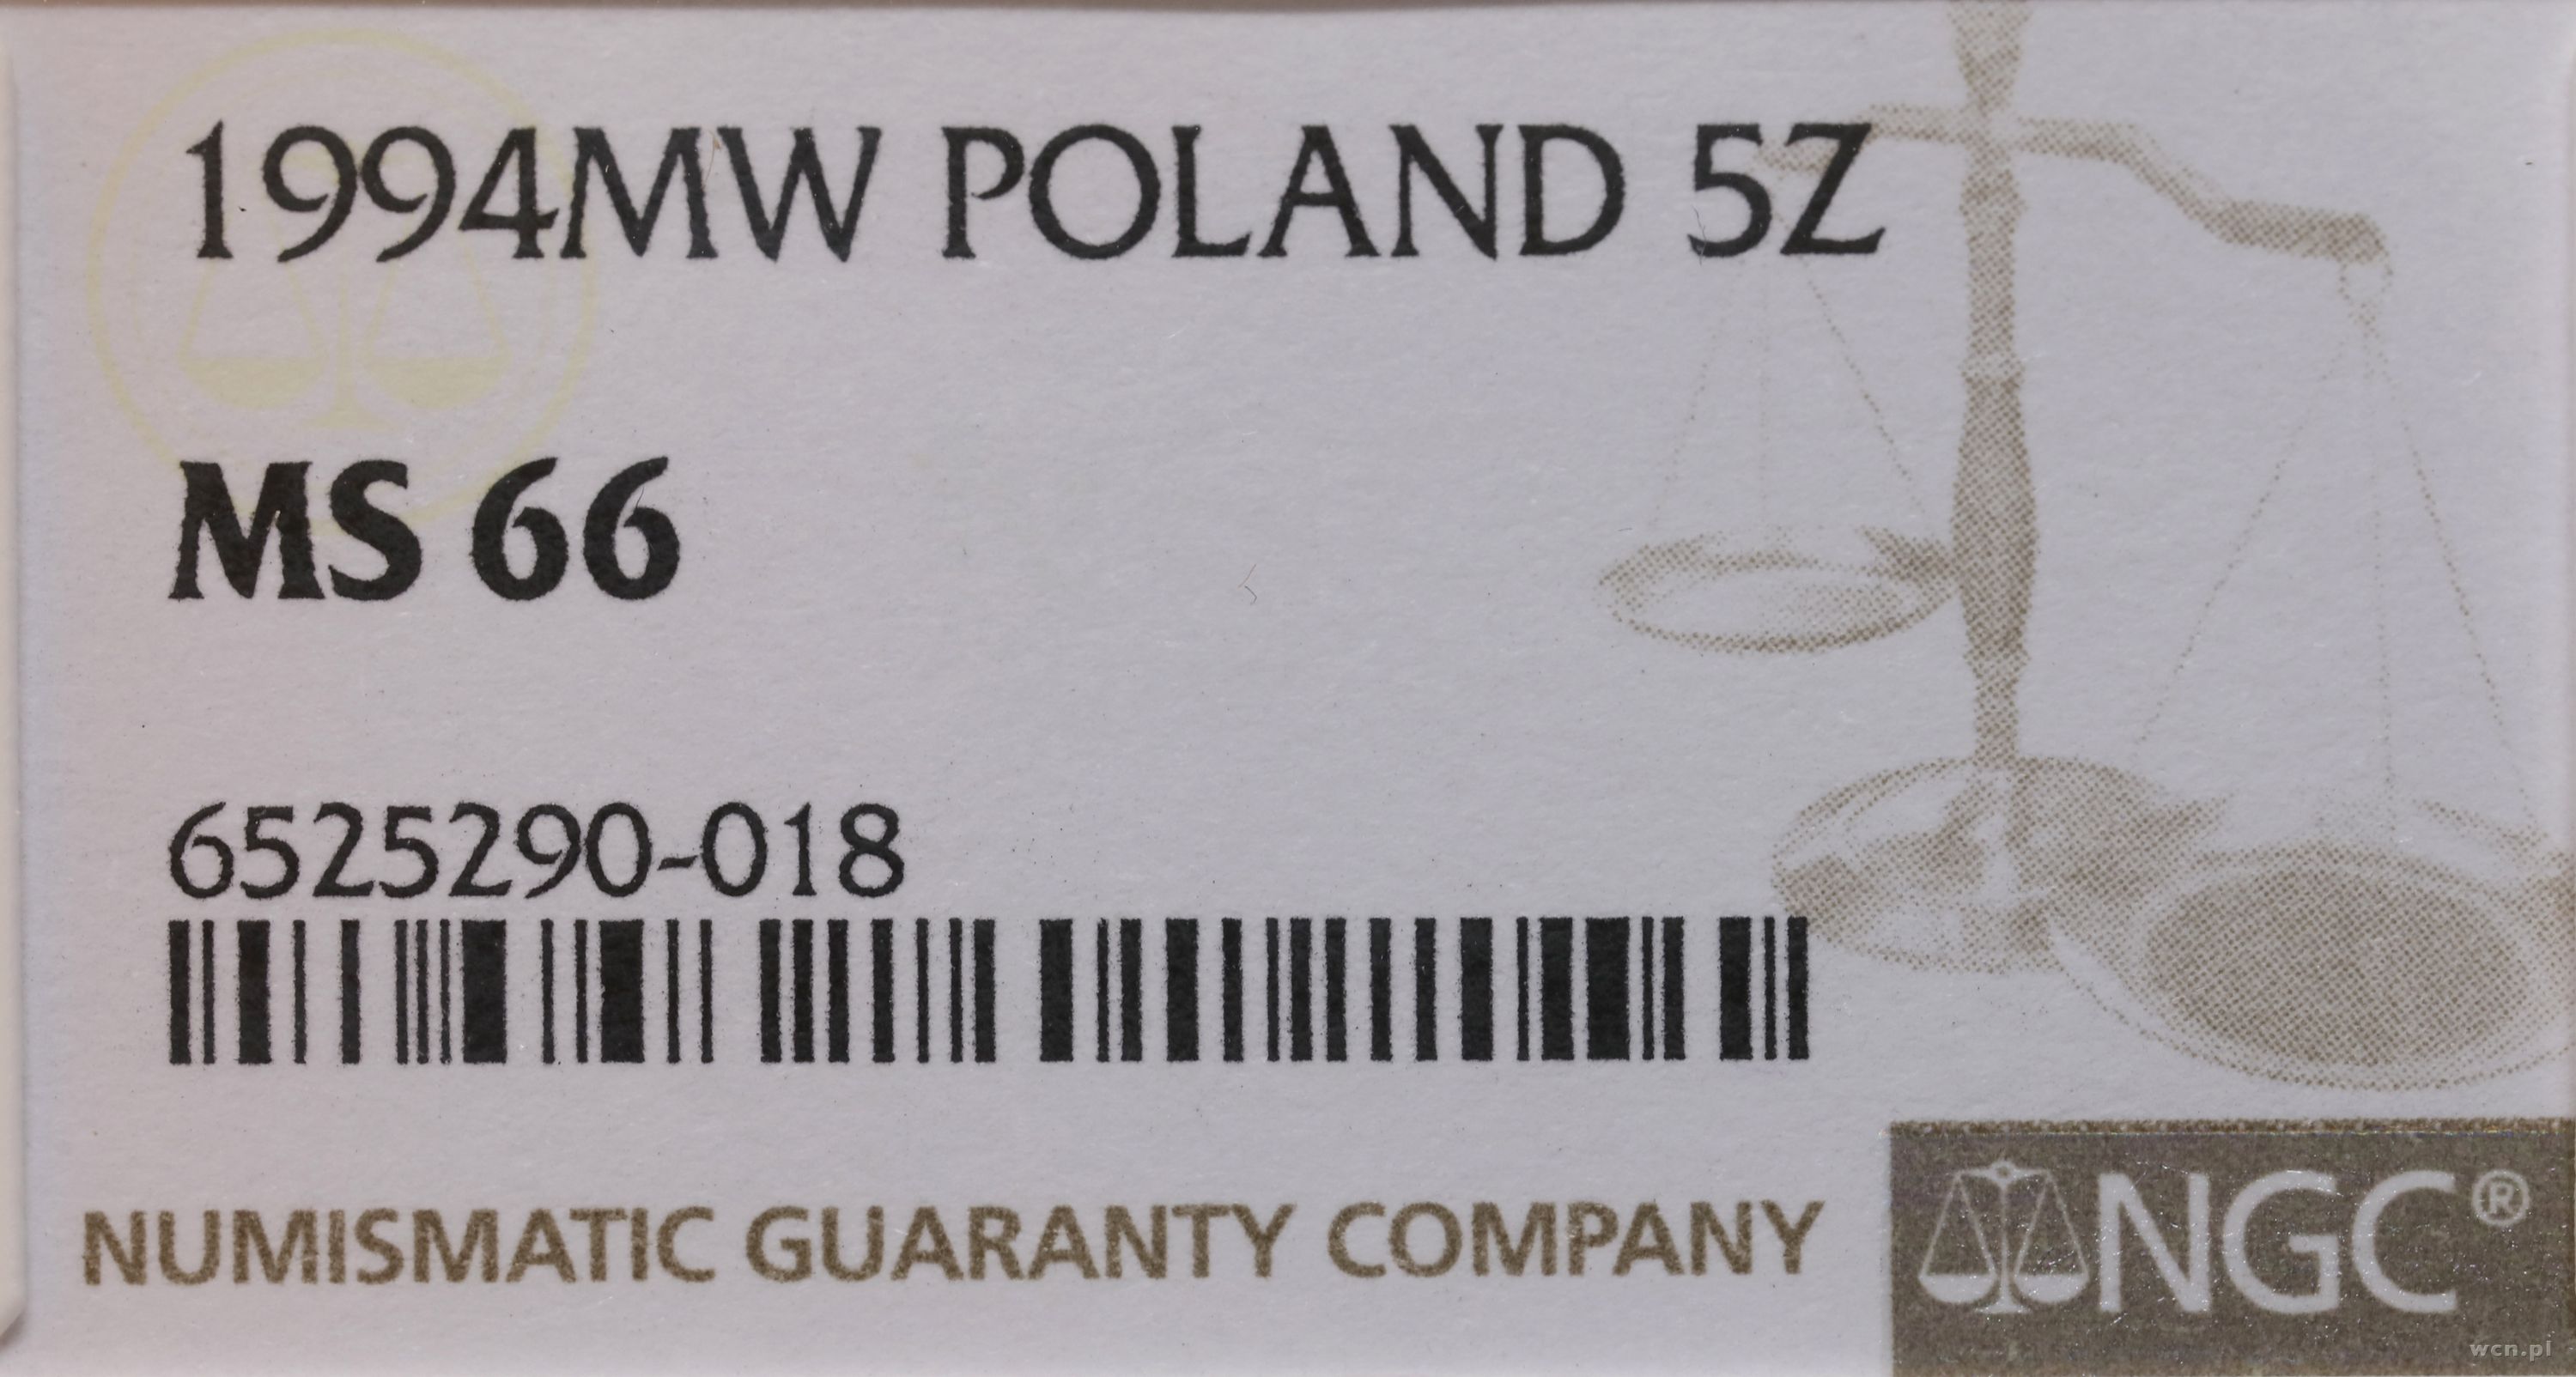 1994MW POLAND 5Z
MS 66
6525290-018
NUMISMATIC GUARANTY COMPANY
NGC®
wcn.pl